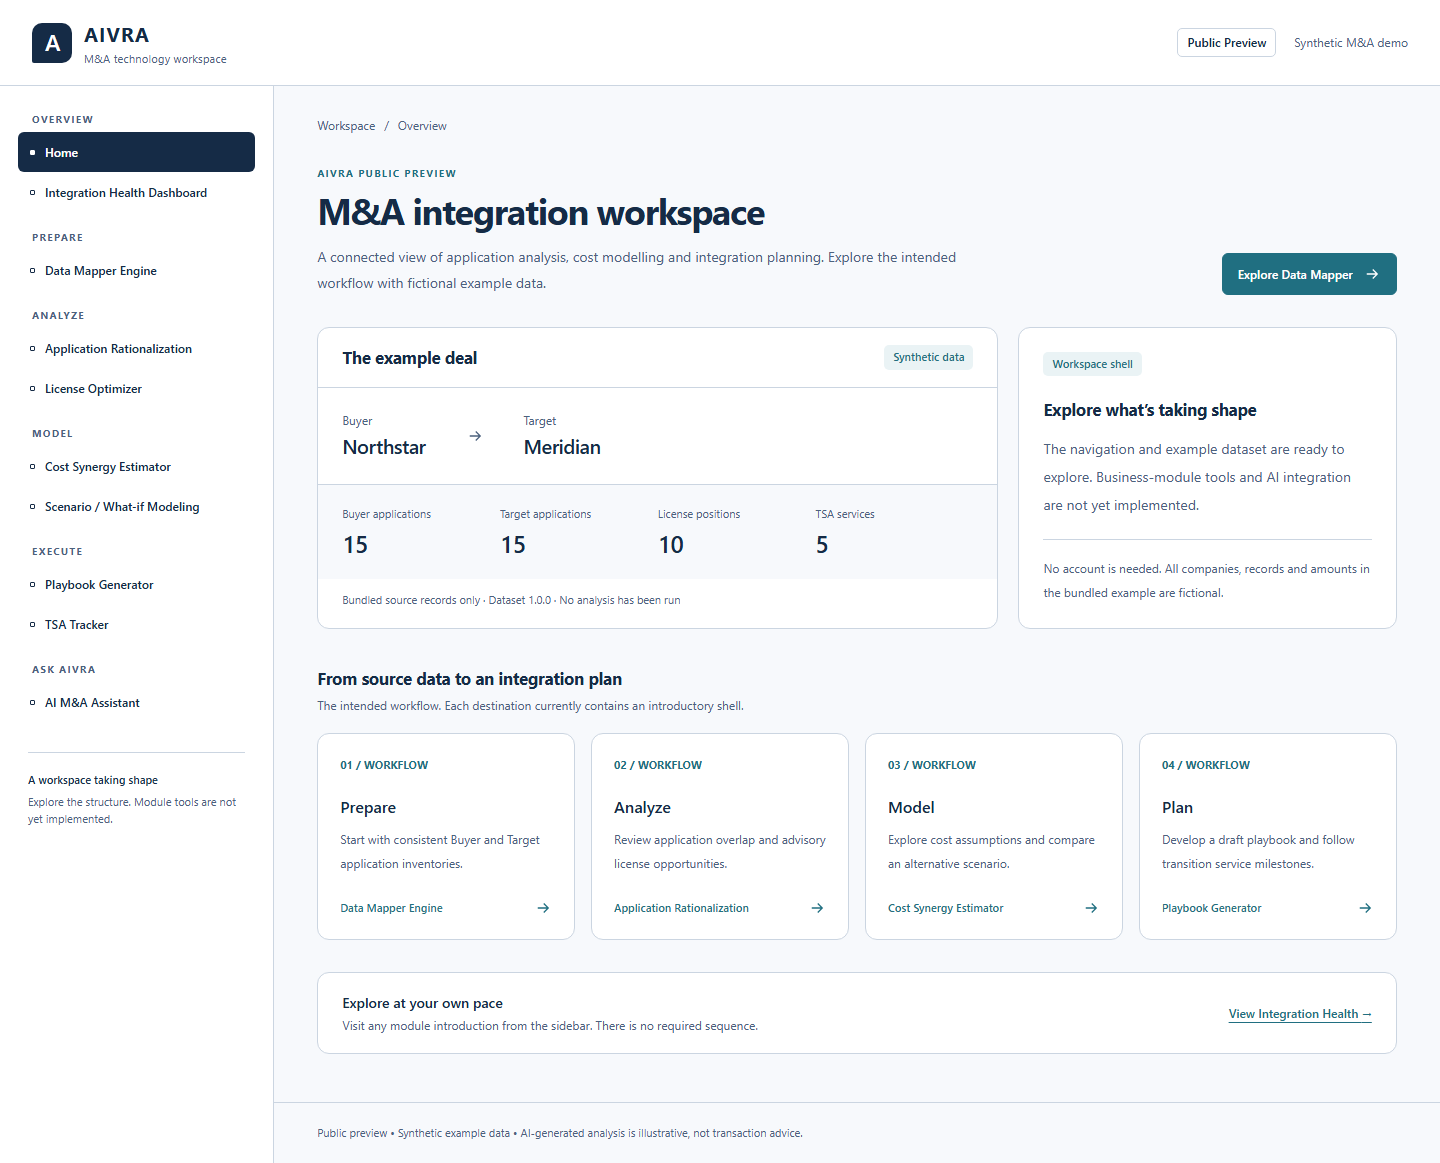 A
AIVRA
M&A technology workspace
Public Preview
Synthetic M&A demo
OVERVIEW
Home
Integration Health Dashboard
PREPARE
Data Mapper Engine
ANALYZE
Application Rationalization
License Optimizer
MODEL
Cost Synergy Estimator
Scenario / What-if Modeling
EXECUTE
Playbook Generator
TSA Tracker
ASK AIVRA
AI M&A Assistant
A workspace taking shape
Explore the structure. Module tools are not
yet implemented.
Workspace / Overview
AIVRA PUBLIC PREVIEW
M&A integration workspace
A connected view of application analysis, cost modelling and integration planning. Explore the intended
workflow with fictional example data.
Explore Data Mapper →
The example deal
Synthetic data
Buyer
Northstar
→
Target
Meridian
Buyer applications
15
Target applications
15
License positions
10
TSA services
5
Bundled source records only · Dataset 1.0.0 · No analysis has been run
Workspace shell
Explore what’s taking shape
The navigation and example dataset are ready to
explore. Business-module tools and AI integration
are not yet implemented.
No account is needed. All companies, records and amounts in
the bundled example are fictional.
From source data to an integration plan
The intended workflow. Each destination currently contains an introductory shell.
01 / WORKFLOW
Prepare
Start with consistent Buyer and Target
application inventories.
Data Mapper Engine →
02 / WORKFLOW
Analyze
Review application overlap and advisory
license opportunities.
Application Rationalization →
03 / WORKFLOW
Model
Explore cost assumptions and compare
an alternative scenario.
Cost Synergy Estimator →
04 / WORKFLOW
Plan
Develop a draft playbook and follow
transition service milestones.
Playbook Generator →
Explore at your own pace
Visit any module introduction from the sidebar. There is no required sequence.
View Integration Health →
Public preview • Synthetic example data • AI-generated analysis is illustrative, not transaction advice.